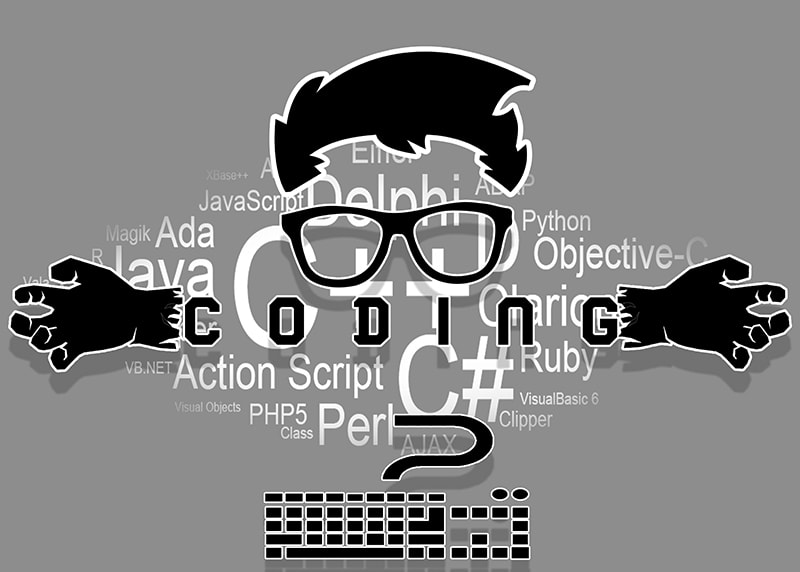 XBase++
JavaScript
Delphi
Python
Magik
Ada
Objective-C
R
Java
C++
D
CODING
VB.NET
Action Script
C#
Ruby
Visual Objects
PHP5
VisualBasic 6
Class
Perl
AJAX
Clipper